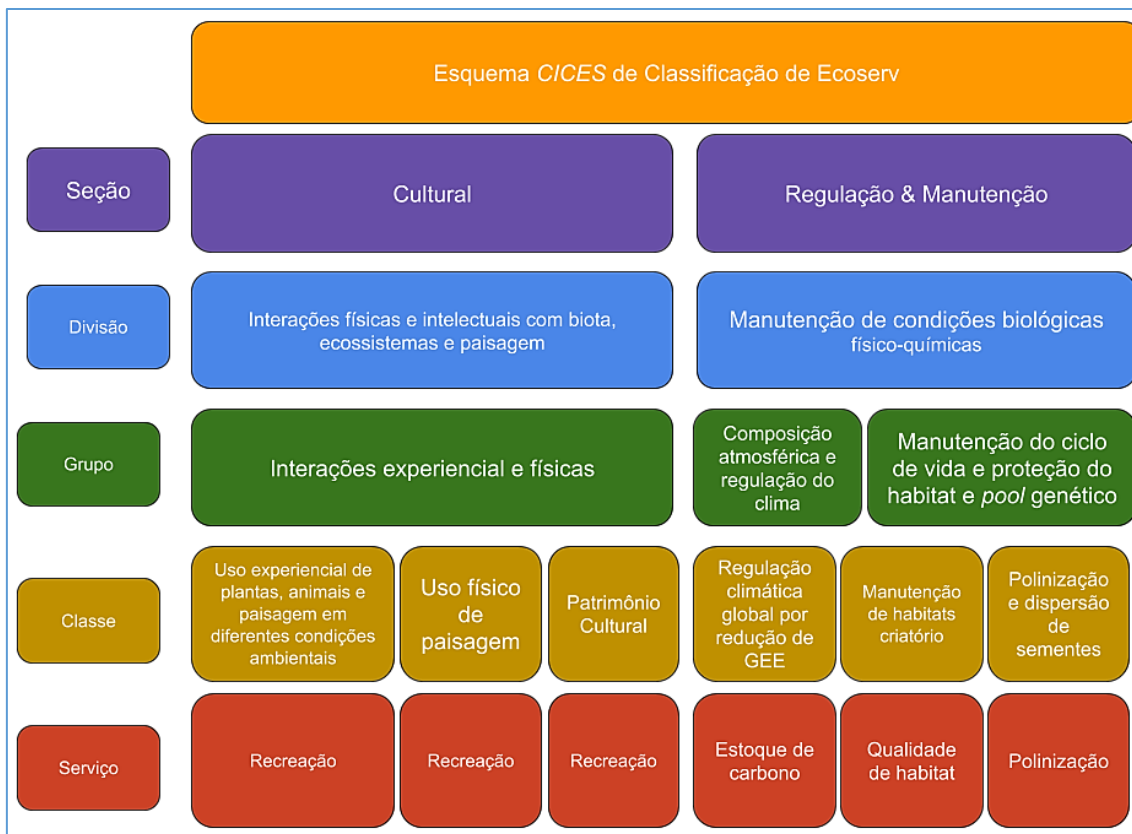 Esquema CICES de Classificação de Ecoserv
Seção
Cultural
Regulação & Manutenção
Divisão
Interações físicas e intelectuais com biota,
ecossistemas e paisagem
Manutenção de condições biológicas
físico-químicas
Grupo
Interações experiencial e físicas
Composição
atmosférica e
regulação do
clima
Manutenção do ciclo
de vida e proteção do
habitat e pool genético
Classe
Uso experiencial de
plantas, animais e
paisagem em
diferentes condições
ambientais
Uso físico
de
paisagem
Patrimônio
Cultural
Regulação
climática
global por
redução de
GEE
Manutenção
de habitats
criatório
Polinização
e dispersão
de
sementes
Serviço
Recreação
Recreação
Recreação
Estoque de
carbono
Qualidade
de habitat
Polinização